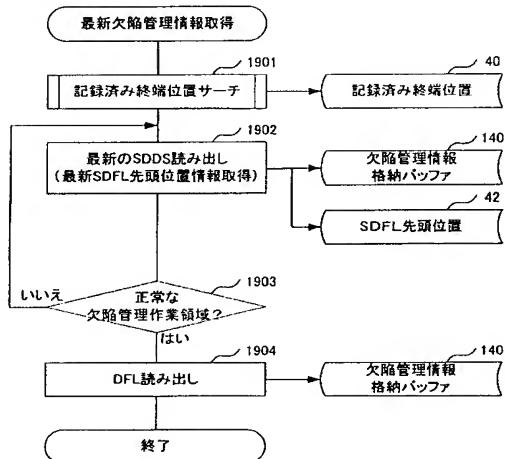 最新欠陥管理情報取得
1901
記録済み終端位置サーチ
40
記録済み終端位置
1902
最新のSDDS読み出し
(最新SDFL先頭位置情報取得)
140
欠陥管理情報
格納バッファ
42
SDFL先頭位置
1903
いいえ
正常な
欠陥管理作業領域?
はい
1904
DFL読み出し
140
欠陥管理情報
格納バッファ
終了